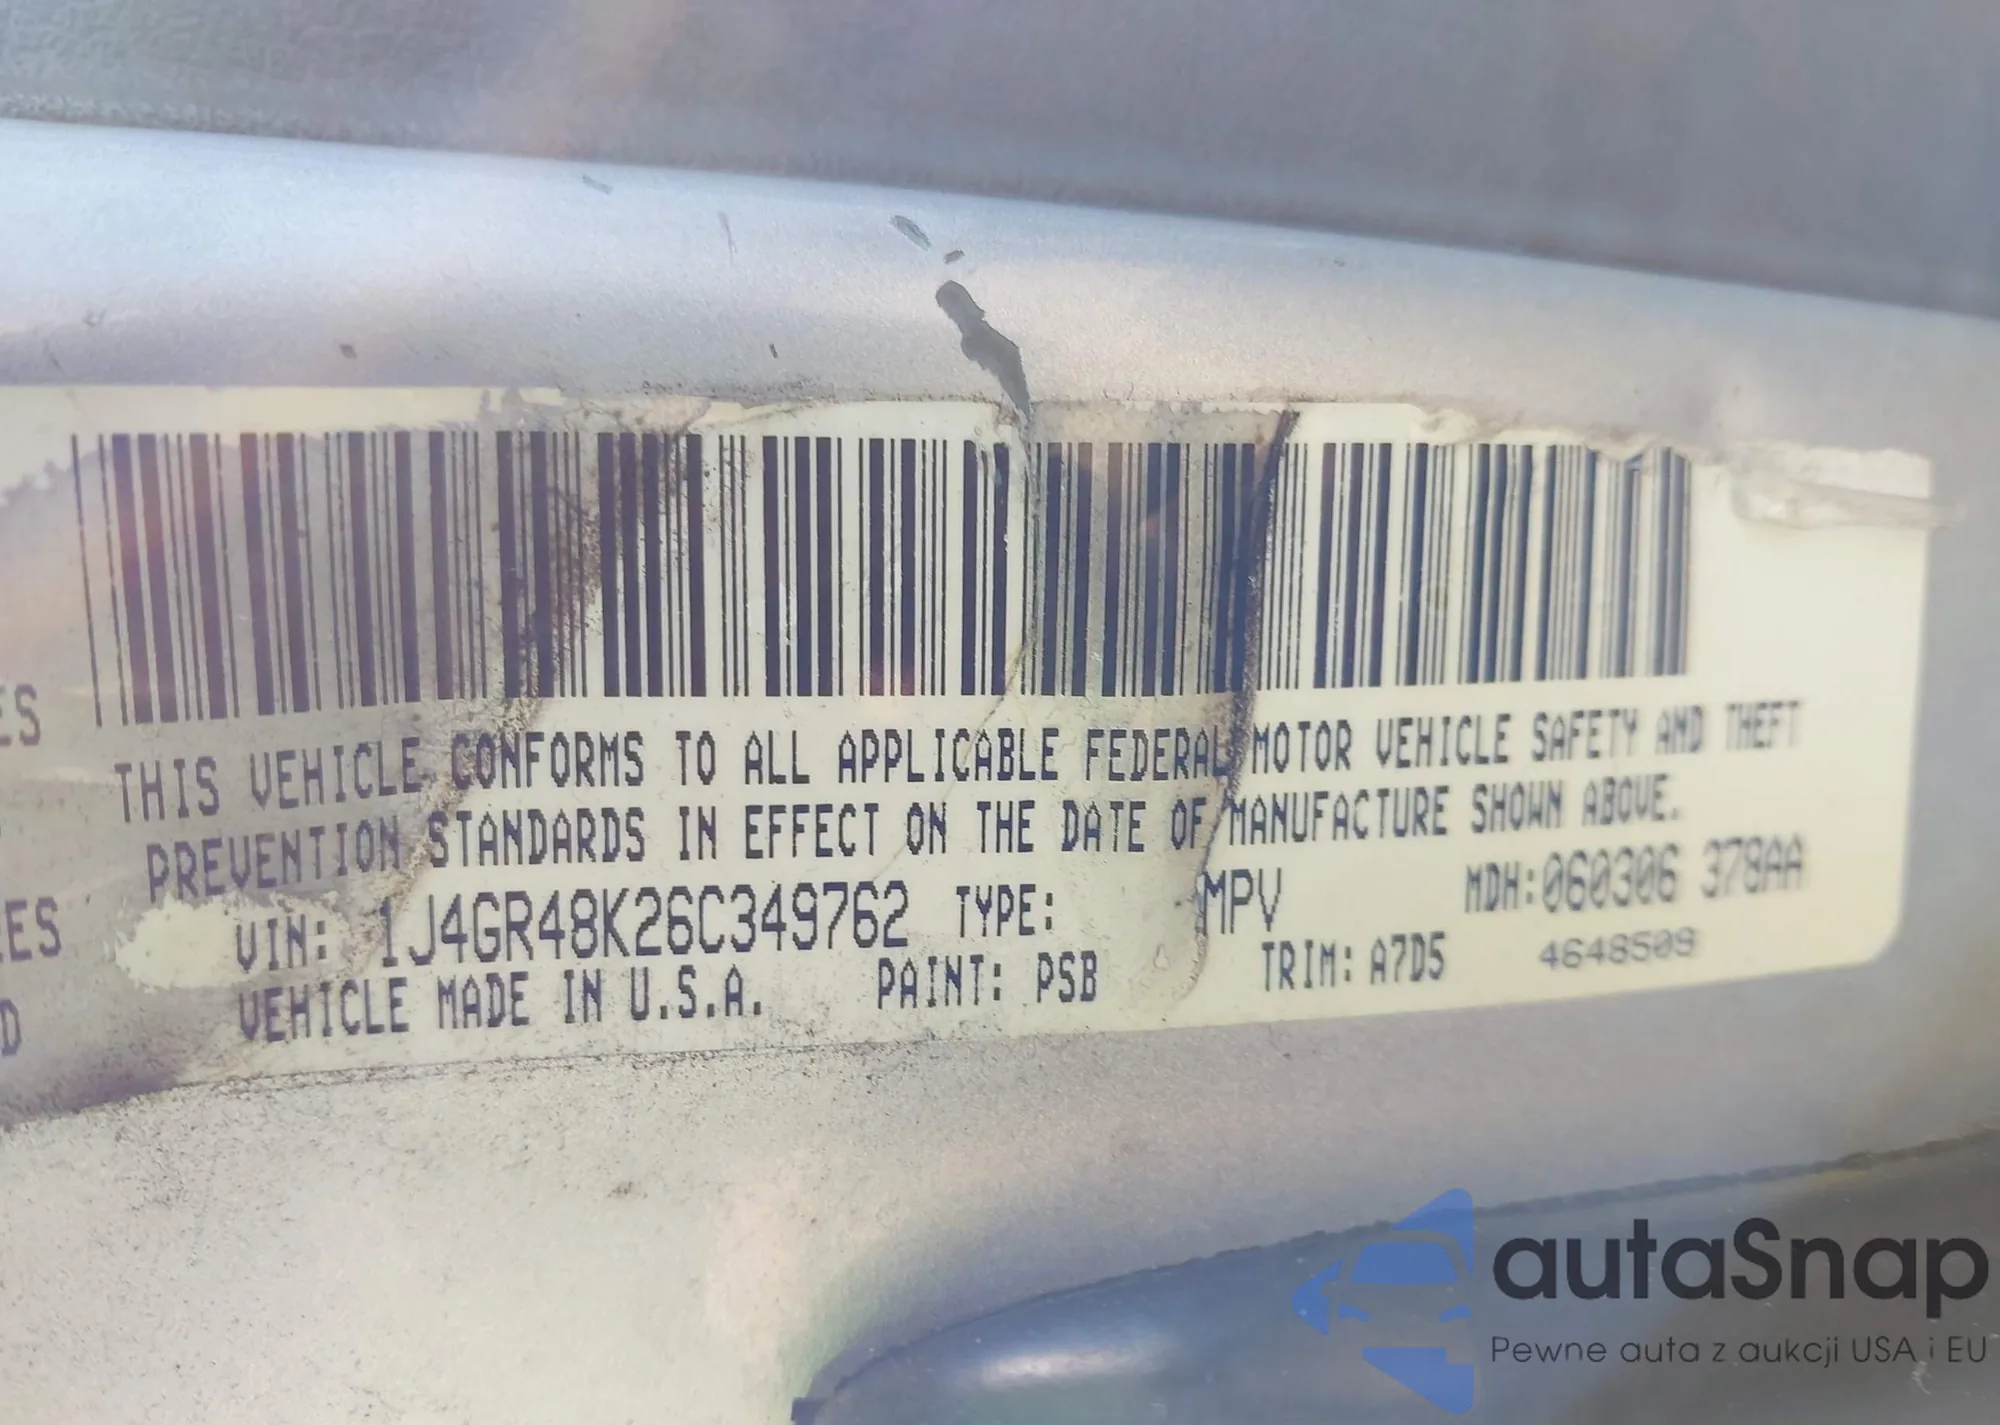 ES
THIS VEHICLE CONFORMS TO ALL APPLICABLE FEDERAL MOTOR VEHICLE SAFETY AND THEFT
PREVENTION STANDARDS IN EFFECT ON THE DATE OF MANUFACTURE SHOWN ABOVE.
RES
VIN: 1J4GR48K26C349762 TYPE: MPV MDH:060306 378AA
D
VEHICLE MADE IN U.S.A. PAINT: PSB TRIM: A7D5 4648509
autaSnap
Pewne auta z aukcji USA i EU